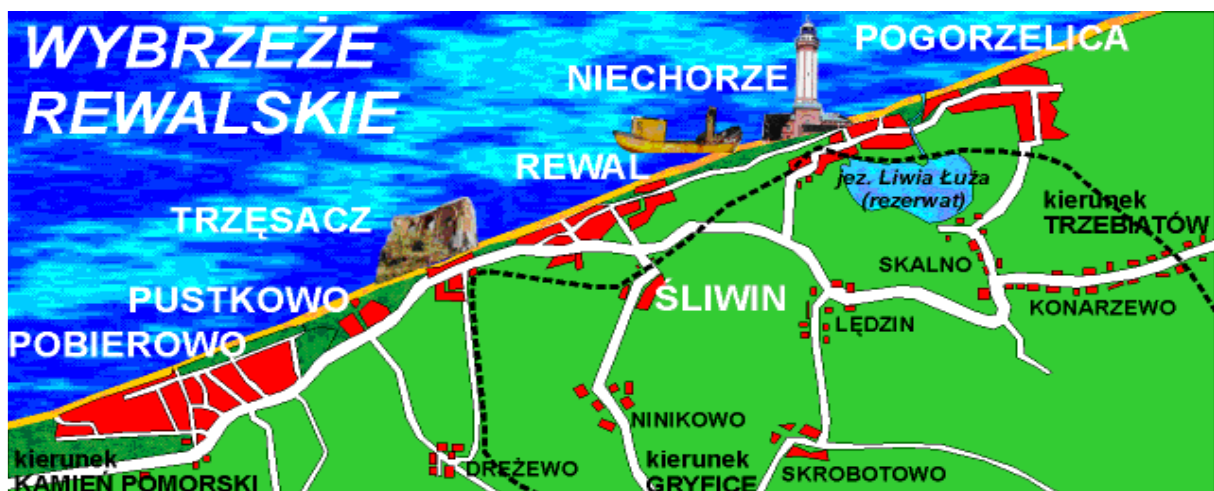 WYBRZEŻE
REWALSKIE
POGORZELICA
NIECHORZE
REWAL
jez. Liwia Łuża
(rezerwat)
TRZĘSACZ
kierunek
TRZEBIATÓW
SKALNO
PUSTKOWO
ŚLIWIN
KONARZEWO
LĘDZIN
POBIEROWO
NINIKOWO
kierunek
KAMIEŃ POMORSKI
DREŻEWO
kierunek
GRYFICE
SKROBOTOWO